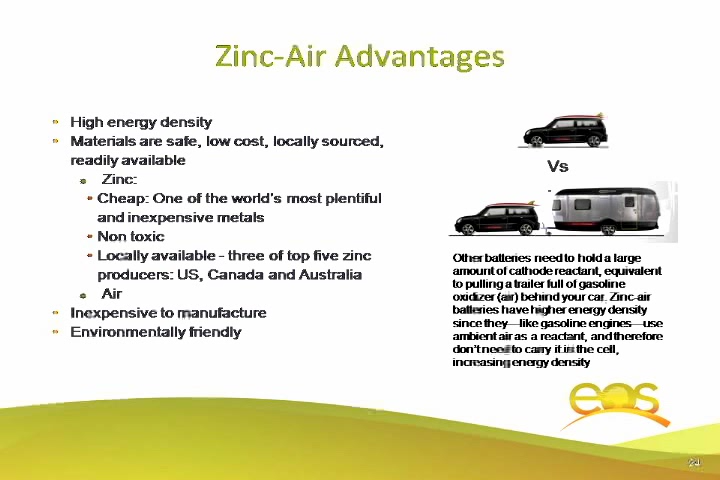 Zinc-Air Advantages
High energy density
Materials are safe, low cost, locally sourced,
readily available
Zinc:
Cheap: One of the world's most plentiful
and inexpensive metals
Non toxic
Locally available - three of top five zinc
producers: US, Canada and Australia
Air
Inexpensive to manufacture
Environmentally friendly
Vs
Other batteries need to hold a large
amount of cathode reactant, equivalent
to pulling a trailer full of gasoline
oxidizer (air) behind your car. Zinc-air
batteries have higher energy density
since they—like gasoline engines—use
ambient air as a reactant, and therefore
don't need to carry it in the cell,
increasing energy density
eos
24